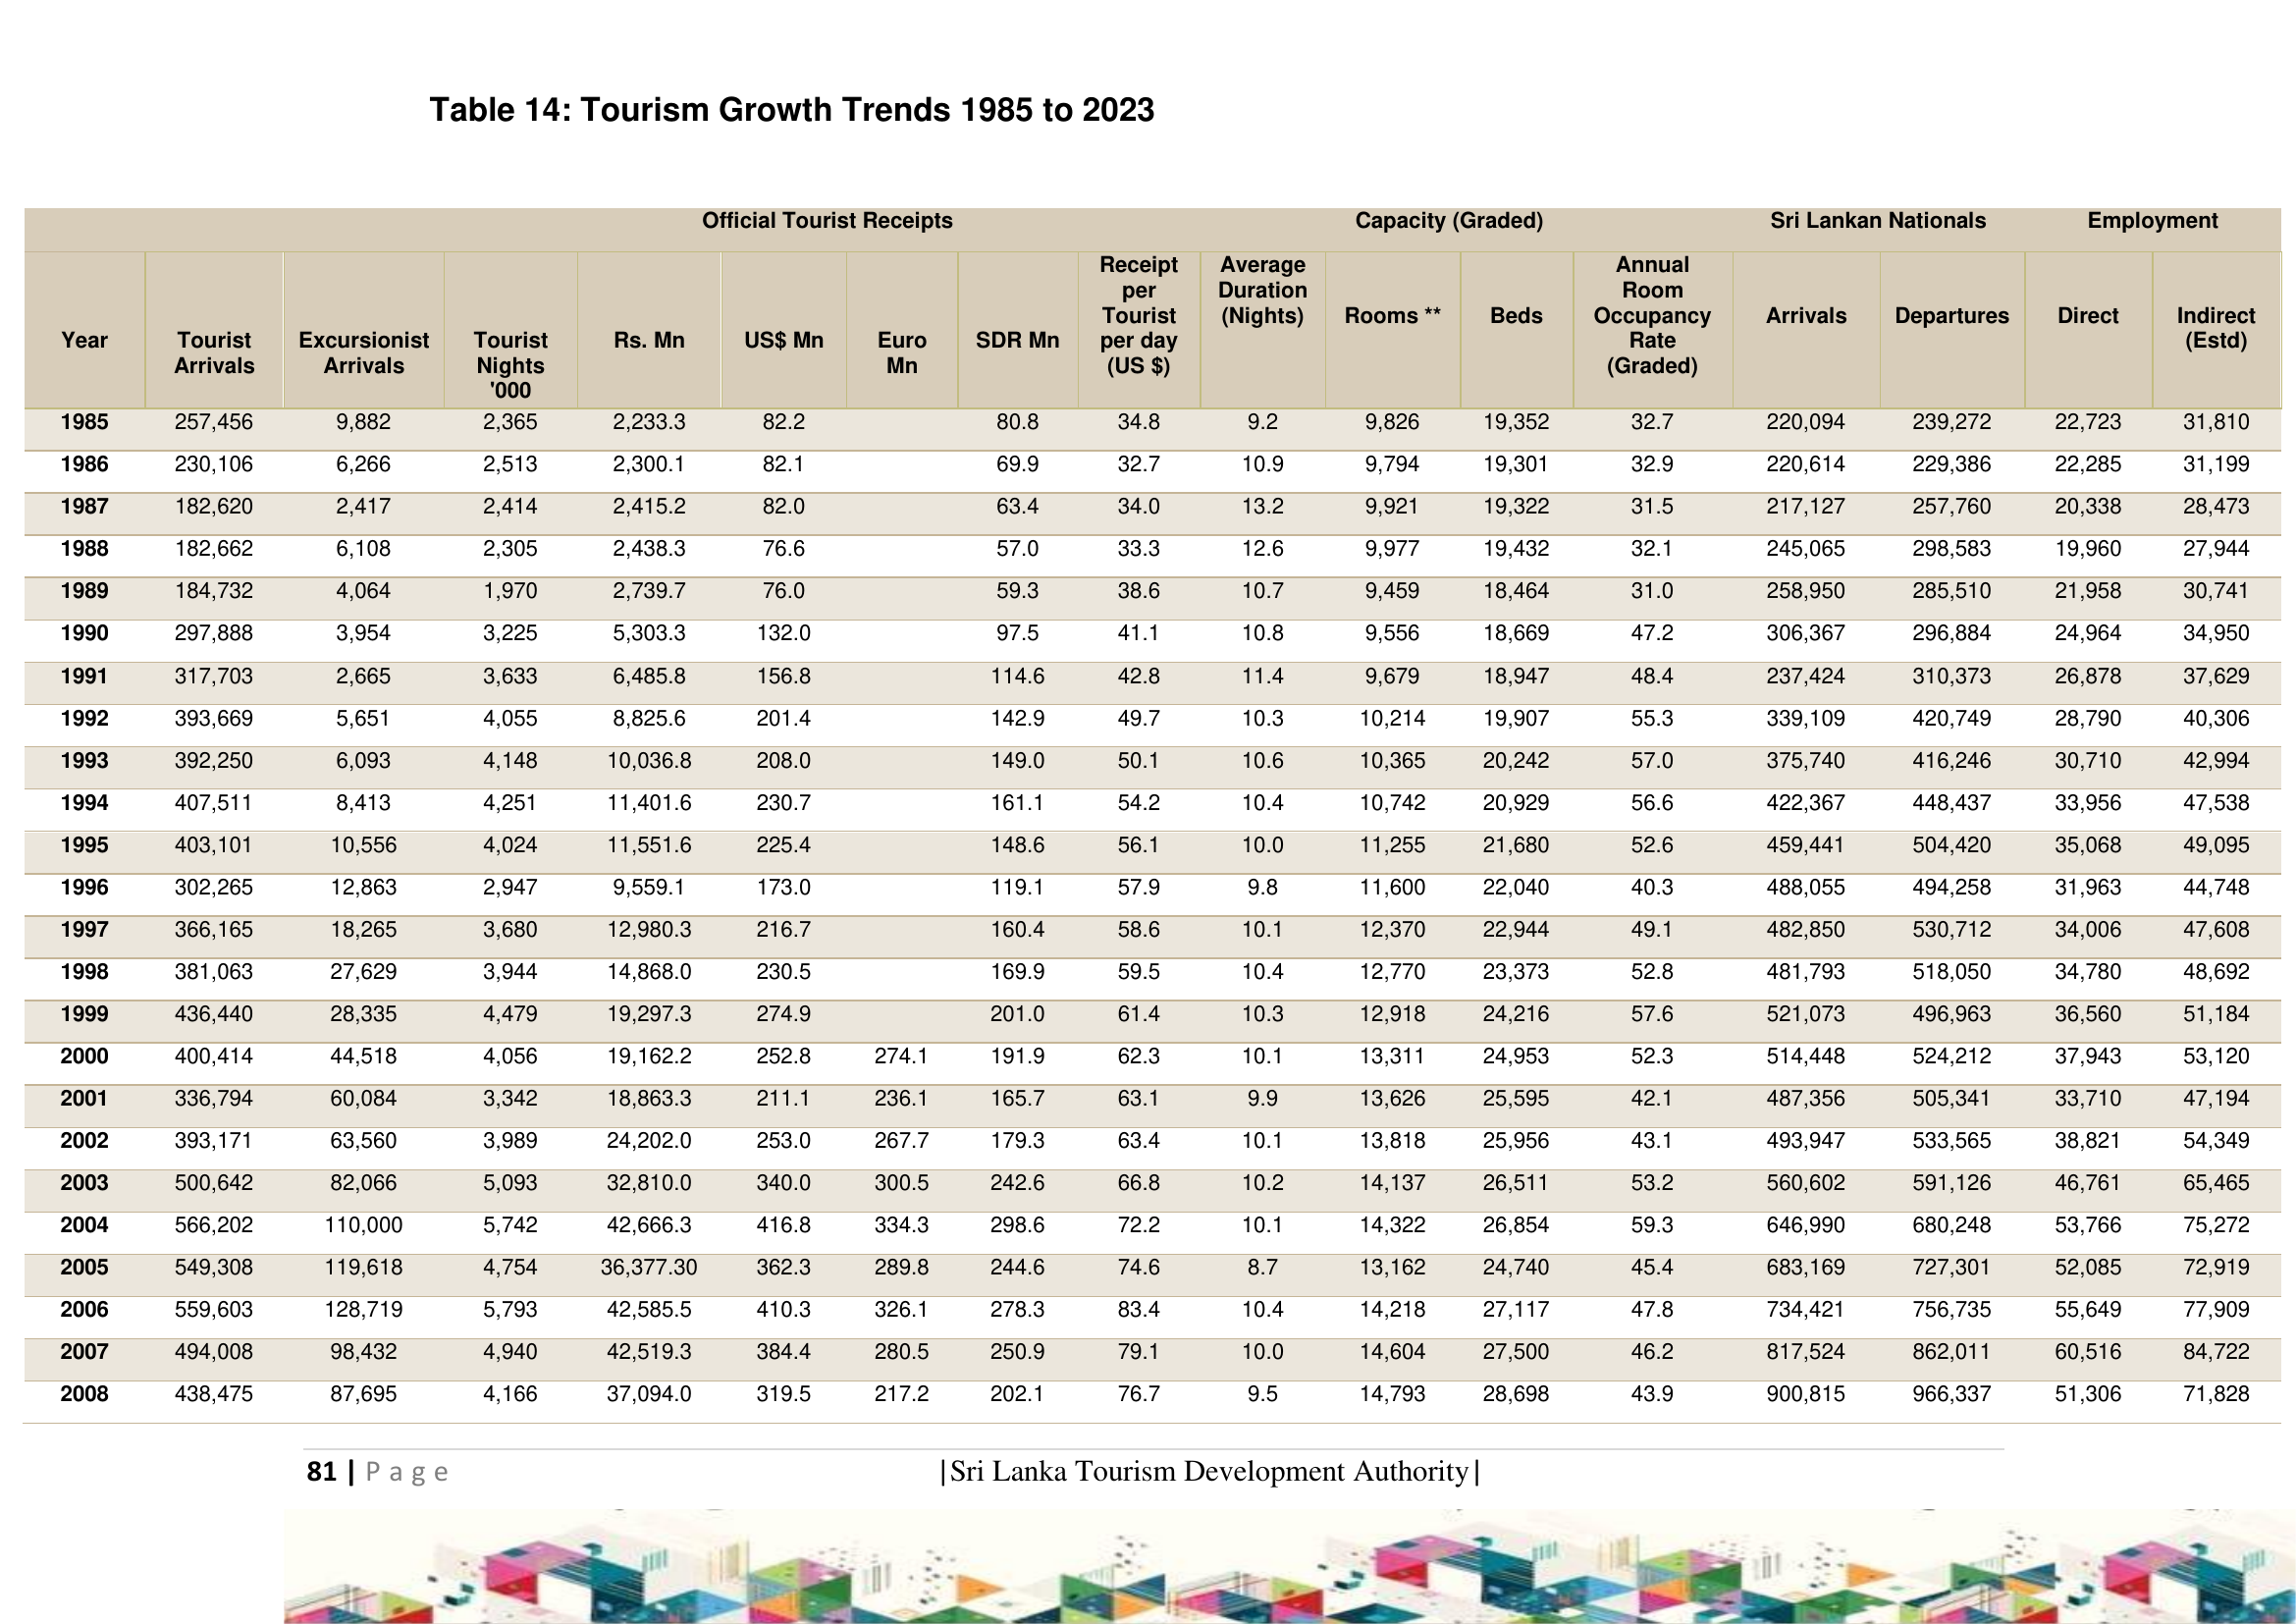 Table 14: Tourism Growth Trends 1985 to 2023
Official Tourist Receipts Capacity (Graded) Sri Lankan Nationals Employment
Year Tourist Arrivals Excursionist Arrivals Tourist Nights '000 Rs. Mn US$ Mn Euro Mn SDR Mn Receipt per Tourist per day (US $) Average Duration (Nights) Rooms ** Beds Annual Room Occupancy Rate (Graded) Arrivals Departures Direct Indirect (Estd)
1985 257,456 9,882 2,365 2,233.3 82.2 80.8 34.8 9.2 9,826 19,352 32.7 220,094 239,272 22,723 31,810
1986 230,106 6,266 2,513 2,300.1 82.1 69.9 32.7 10.9 9,794 19,301 32.9 220,614 229,386 22,285 31,199
1987 182,620 2,417 2,414 2,415.2 82.0 63.4 34.0 13.2 9,921 19,322 31.5 217,127 257,760 20,338 28,473
1988 182,662 6,108 2,305 2,438.3 76.6 57.0 33.3 12.6 9,977 19,432 32.1 245,065 298,583 19,960 27,944
1989 184,732 4,064 1,970 2,739.7 76.0 59.3 38.6 10.7 9,459 18,464 31.0 258,950 285,510 21,958 30,741
1990 297,888 3,954 3,225 5,303.3 132.0 97.5 41.1 10.8 9,556 18,669 47.2 306,367 296,884 24,964 34,950
1991 317,703 2,665 3,633 6,485.8 156.8 114.6 42.8 11.4 9,679 18,947 48.4 237,424 310,373 26,878 37,629
1992 393,669 5,651 4,055 8,825.6 201.4 142.9 49.7 10.3 10,214 19,907 55.3 339,109 420,749 28,790 40,306
1993 392,250 6,093 4,148 10,036.8 208.0 149.0 50.1 10.6 10,365 20,242 57.0 375,740 416,246 30,710 42,994
1994 407,511 8,413 4,251 11,401.6 230.7 161.1 54.2 10.4 10,742 20,929 56.6 422,367 448,437 33,956 47,538
1995 403,101 10,556 4,024 11,551.6 225.4 148.6 56.1 10.0 11,255 21,680 52.6 459,441 504,420 35,068 49,095
1996 302,265 12,863 2,947 9,559.1 173.0 119.1 57.9 9.8 11,600 22,040 40.3 488,055 494,258 31,963 44,748
1997 366,165 18,265 3,680 12,980.3 216.7 160.4 58.6 10.1 12,370 22,944 49.1 482,850 530,712 34,006 47,608
1998 381,063 27,629 3,944 14,868.0 230.5 169.9 59.5 10.4 12,770 23,373 52.8 481,793 518,050 34,780 48,692
1999 436,440 28,335 4,479 19,297.3 274.9 201.0 61.4 10.3 12,918 24,216 57.6 521,073 496,963 36,560 51,184
2000 400,414 44,518 4,056 19,162.2 252.8 274.1 191.9 62.3 10.1 13,311 24,953 52.3 514,448 524,212 37,943 53,120
2001 336,794 60,084 3,342 18,863.3 211.1 236.1 165.7 63.1 9.9 13,626 25,595 42.1 487,356 505,341 33,710 47,194
2002 393,171 63,560 3,989 24,202.0 253.0 267.7 179.3 63.4 10.1 13,818 25,956 43.1 493,947 533,565 38,821 54,349
2003 500,642 82,066 5,093 32,810.0 340.0 300.5 242.6 66.8 10.2 14,137 26,511 53.2 560,602 591,126 46,761 65,465
2004 566,202 110,000 5,742 42,666.3 416.8 334.3 298.6 72.2 10.1 14,322 26,854 59.3 646,990 680,248 53,766 75,272
2005 549,308 119,618 4,754 36,377.30 362.3 289.8 244.6 74.6 8.7 13,162 24,740 45.4 683,169 727,301 52,085 72,919
2006 559,603 128,719 5,793 42,585.5 410.3 326.1 278.3 83.4 10.4 14,218 27,117 47.8 734,421 756,735 55,649 77,909
2007 494,008 98,432 4,940 42,519.3 384.4 280.5 250.9 79.1 10.0 14,604 27,500 46.2 817,524 862,011 60,516 84,722
2008 438,475 87,695 4,166 37,094.0 319.5 217.2 202.1 76.7 9.5 14,793 28,698 43.9 900,815 966,337 51,306 71,828
81 | Page |Sri Lanka Tourism Development Authority|